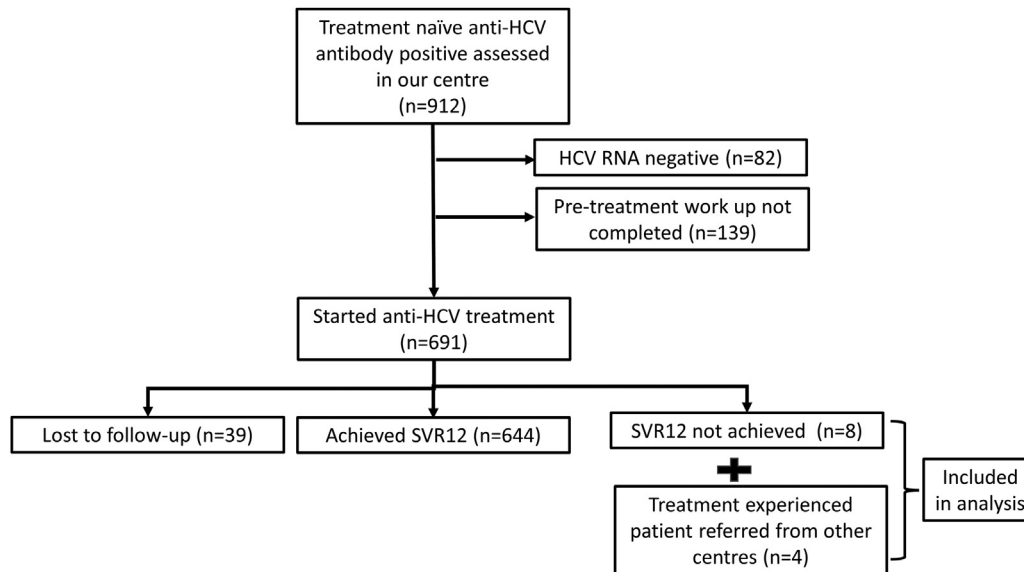 Treatment naïve anti-HCV
antibody positive assessed
in our centre
(n=912)
HCV RNA negative (n=82)
Pre-treatment work up not
completed (n=139)
Started anti-HCV treatment
(n=691)
Lost to follow-up (n=39)
Achieved SVR12 (n=644)
SVR12 not achieved (n=8)
Treatment experienced
patient referred from other
centres (n=4)
Included
in analysis